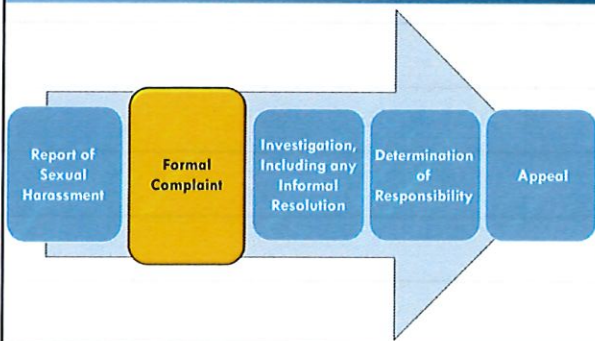 Report of
Sexual
Harassment
Formal
Complaint
Investigation,
Including any
Informal
Resolution
Determination
of
Responsibility
Appeal